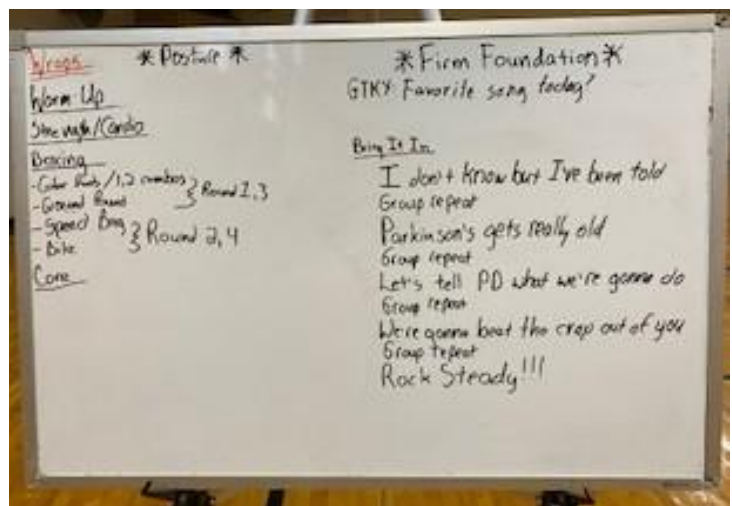 Wraps
* Posture *
Warm Up
Strength/Cardio
Boxing
-Color /1,2 combos } Round 1,3
-Ground Round
-Speed Bag } Round 2,4
-Bike
Core
*Firm Foundation*
GTKY: Favorite song today?
Bring It In
I don't know but I've been told
Group repeat
Parkinson's gets really old
Group repeat
Let's tell PD what we're gonna do
Group repeat
We're gonna beat the crap out of you
Group repeat
Rock Steady!!!